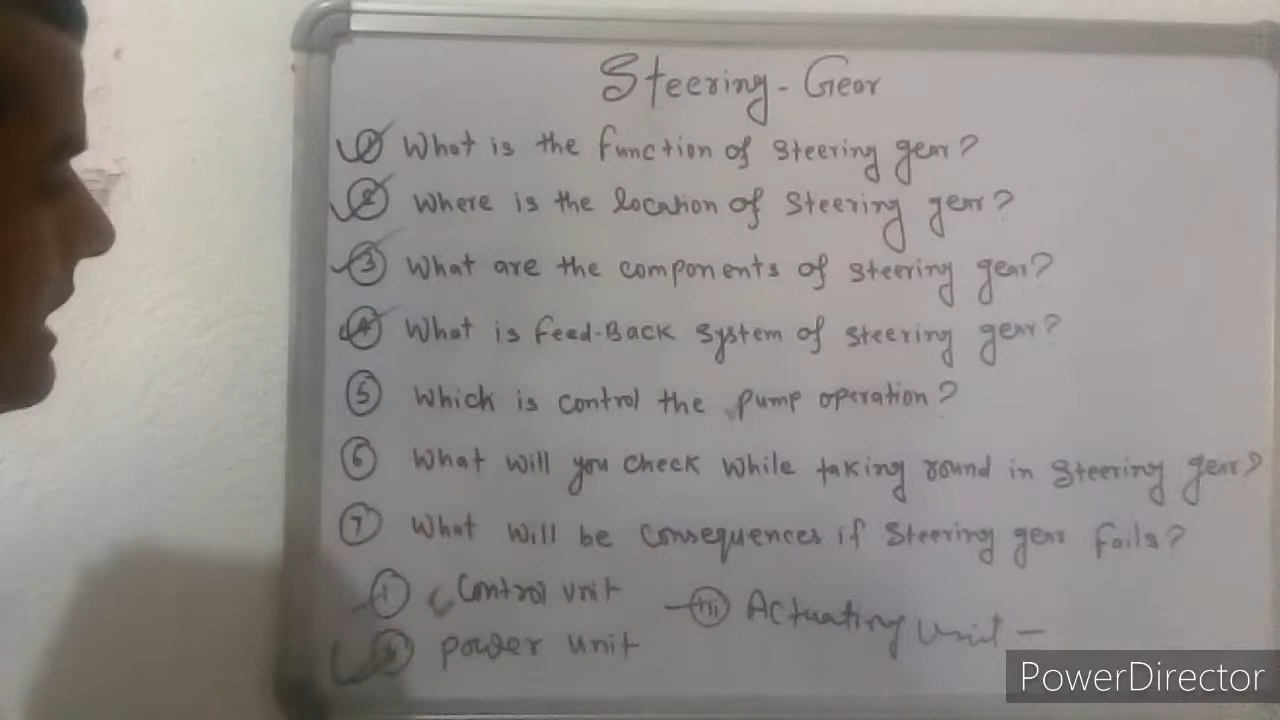 Steering-Gear
① What is the function of steering gear?
② Where is the location of steering gear?
③ What are the components of steering gear?
④ What is Feed-Back system of steering gear?
⑤ Which is control the pump operation?
⑥ What will you check while taking round in steering gear?
⑦ What will be consequences if steering gear fails?
ⓘ Control unit
power unit
iii Actuating unit -
PowerDirector